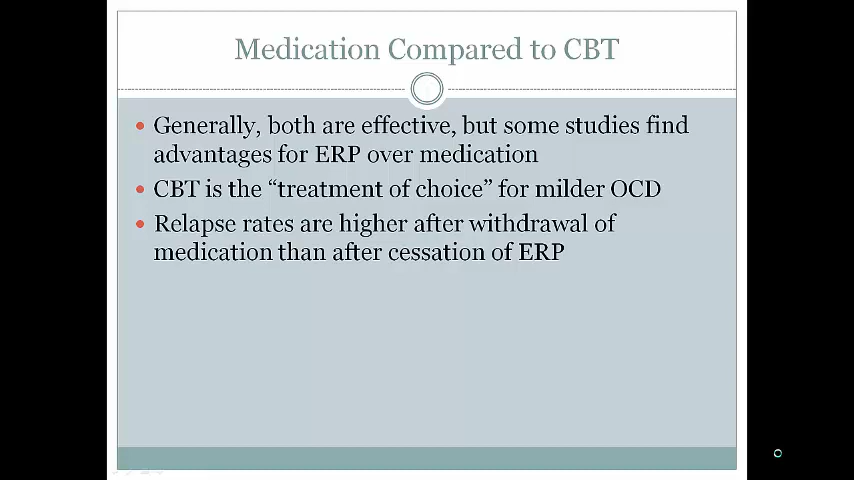 Medication Compared to CBT
Generally, both are effective, but some studies find
advantages for ERP over medication
CBT is the “treatment of choice” for milder OCD
Relapse rates are higher after withdrawal of
medication than after cessation of ERP